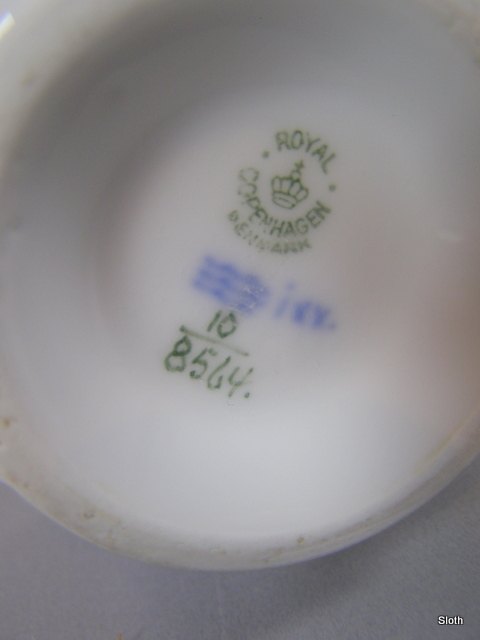 ROYAL
COPENHAGEN
DENMARK
10
8564.
Sloth